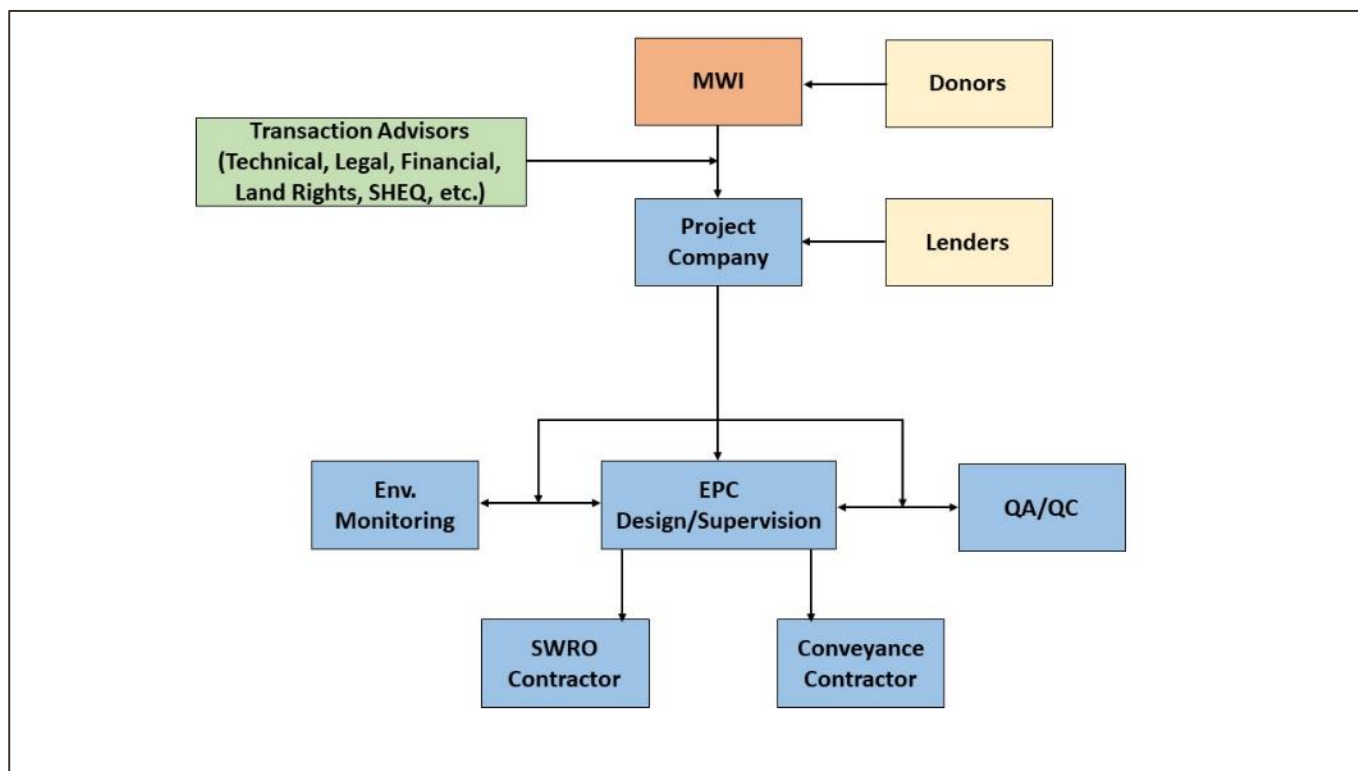 MWI
Donors
Transaction Advisors
(Technical, Legal, Financial,
Land Rights, SHEQ, etc.)
Project
Company
Lenders
Env.
Monitoring
EPC
Design/Supervision
QA/QC
SWRO
Contractor
Conveyance
Contractor